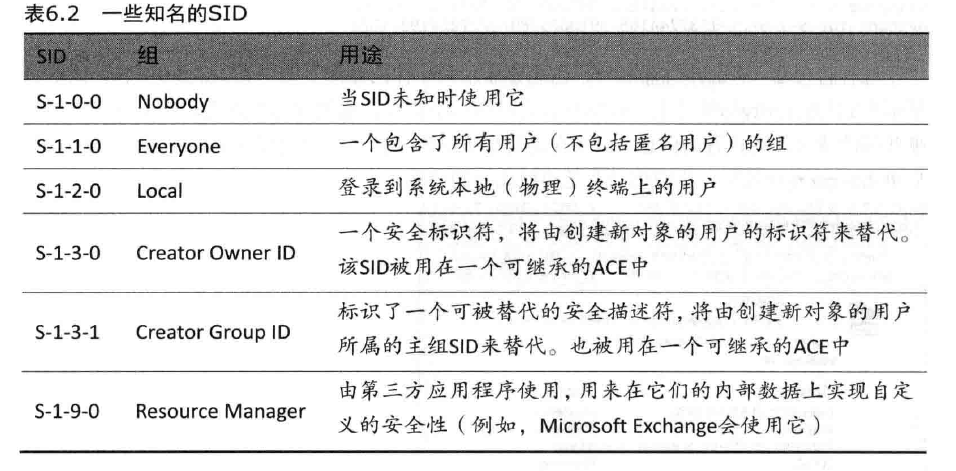 表6.2 一些知名的SID
SID 组 用途
S-1-0-0 Nobody 当SID未知时使用它
S-1-1-0 Everyone 一个包含了所有用户（不包括匿名用户）的组
S-1-2-0 Local 登录到系统本地（物理）终端上的用户
S-1-3-0 Creator Owner ID 一个安全标识符，将由创建新对象的用户的标识符来替代。
该SID被用在一个可继承的ACE中
S-1-3-1 Creator Group ID 标识了一个可被替代的安全描述符，将由创建新对象的用户
所属的主组SID来替代。也被用在一个可继承的ACE中
S-1-9-0 Resource Manager 由第三方应用程序使用，用来在它们的内部数据上实现自定
义的安全性（例如，Microsoft Exchange会使用它）